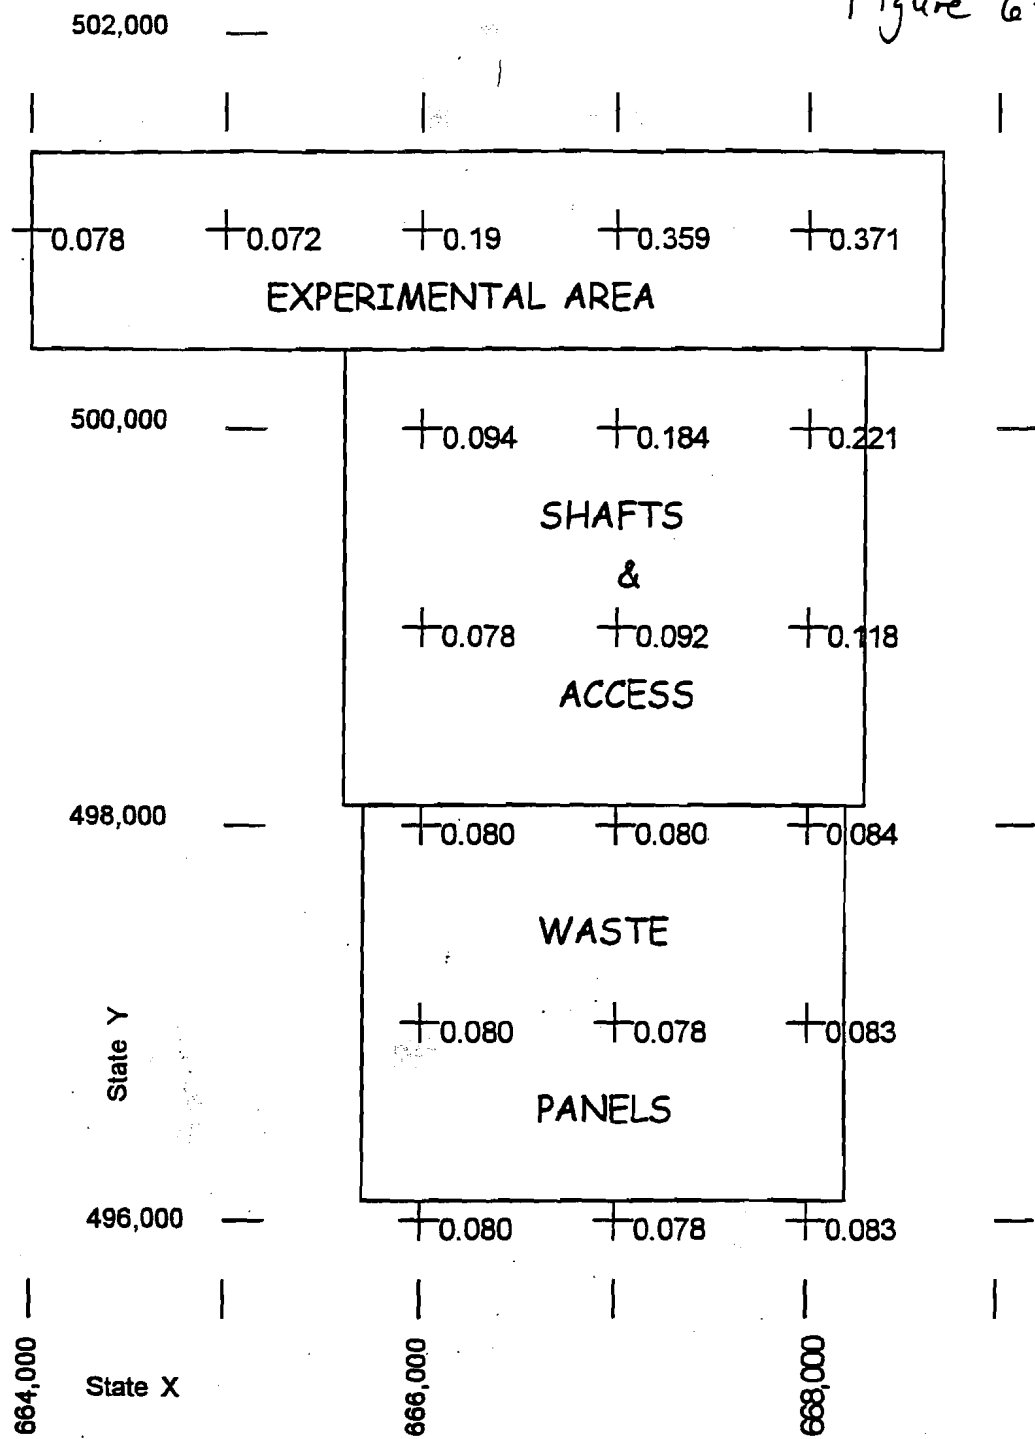 Figure 6
502,000
0.078 0.072 0.19 0.359 0.371
EXPERIMENTAL AREA
500,000 0.094 0.184 0.221
SHAFTS
&
0.078 0.092 0.118
ACCESS
498,000 0.080 0.080 0.084
WASTE
State Y 0.080 0.078 0.083
PANELS
496,000 0.080 0.078 0.083
664,000 State X 666,000 668,000